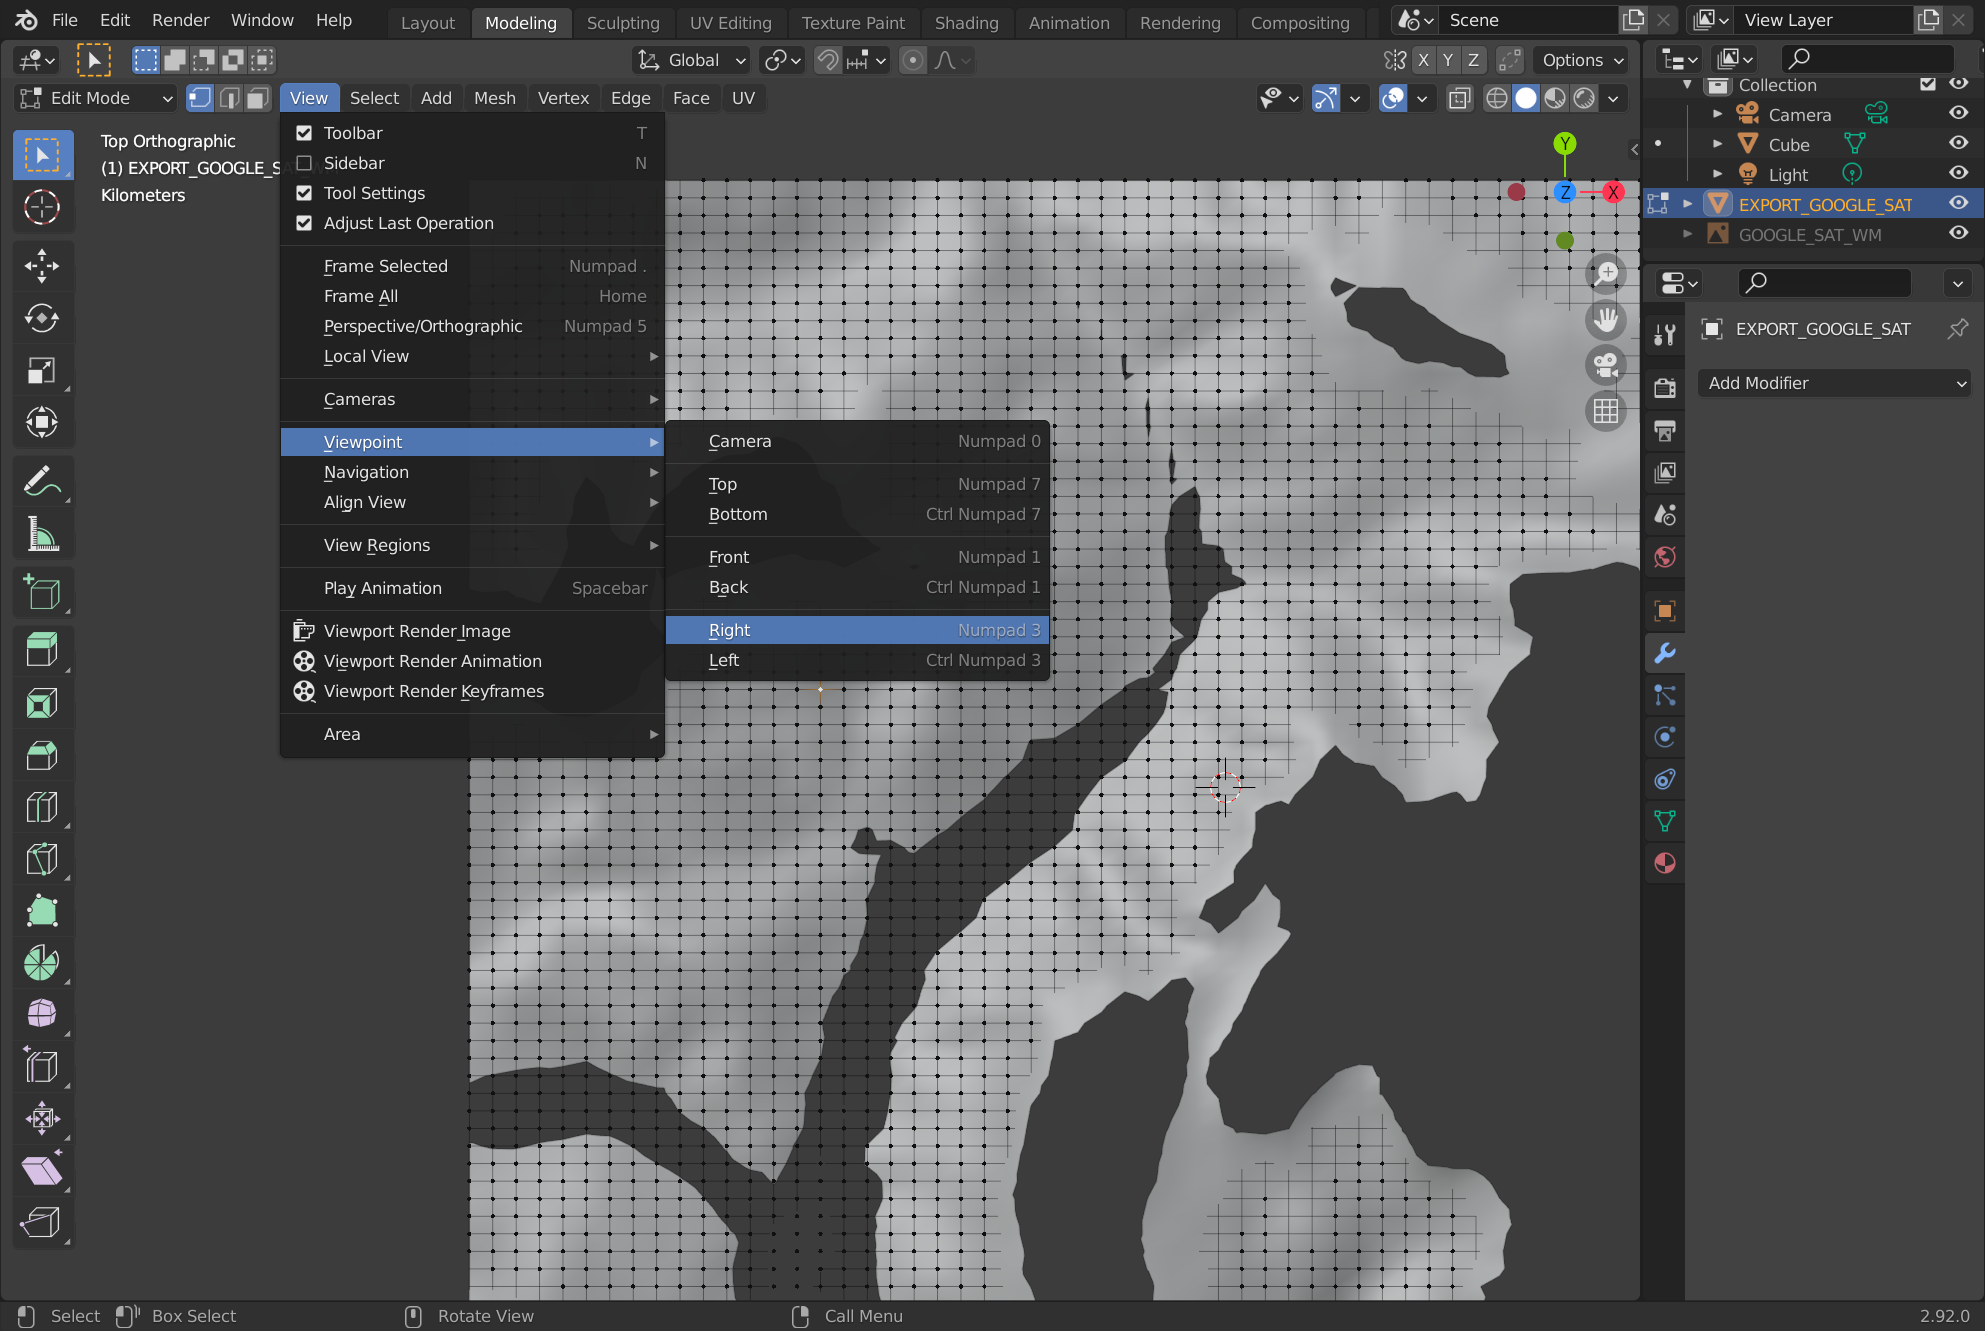 File Edit Render Window Help Layout Modeling Sculpting UV Editing Texture Paint Shading Animation Rendering Compositing Scene View Layer
Global X Y Z Options
Edit Mode View Select Add Mesh Vertex Edge Face UV
Top Orthographic
(1) EXPORT_GOOGLE_S
Kilometers
Toolbar T
Sidebar N
Tool Settings
Adjust Last Operation
Frame Selected Numpad .
Frame All Home
Perspective/Orthographic Numpad 5
Local View
Cameras
Viewpoint
Navigation
Align View
View Regions
Play Animation Spacebar
Viewport Render Image
Viewport Render Animation
Viewport Render Keyframes
Area
Camera Numpad 0
Top Numpad 7
Bottom Ctrl Numpad 7
Front Numpad 1
Back Ctrl Numpad 1
Right Numpad 3
Left Ctrl Numpad 3
Y
Z X
Collection
Camera
Cube
Light
EXPORT_GOOGLE_SAT
GOOGLE_SAT_WM
EXPORT_GOOGLE_SAT
Add Modifier
Select Box Select Rotate View Call Menu 2.92.0